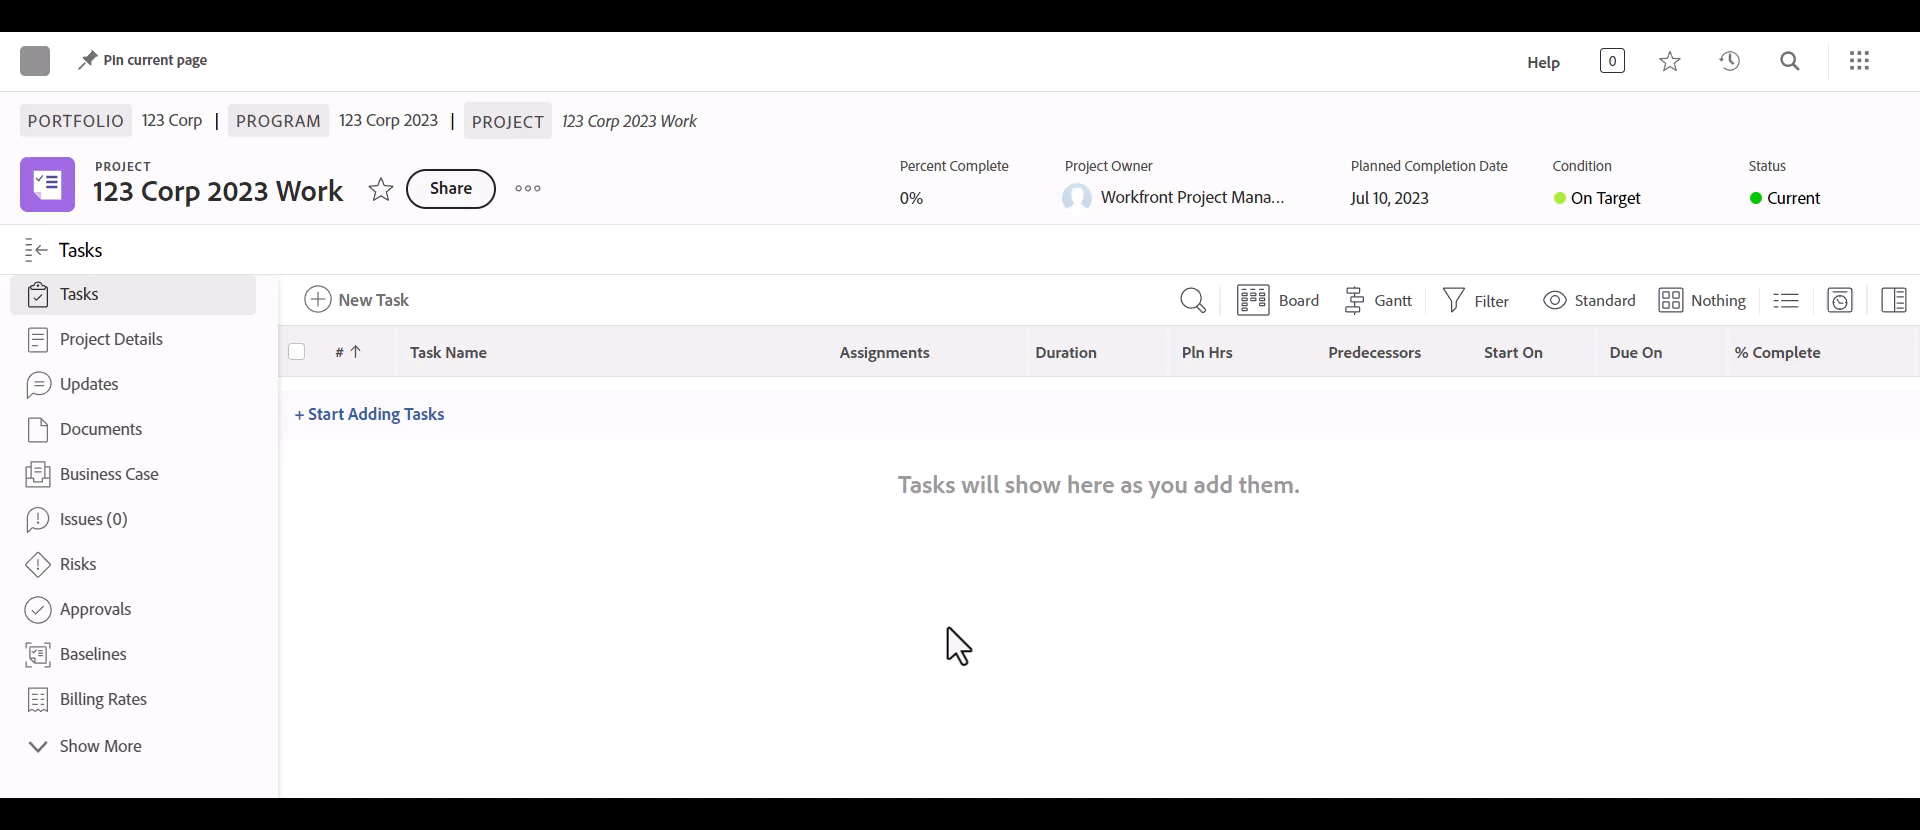 Pin current page
Help
0
PORTFOLIO 123 Corp | PROGRAM 123 Corp 2023 | PROJECT 123 Corp 2023 Work
PROJECT
123 Corp 2023 Work
Share
Percent Complete
0%
Project Owner
Workfront Project Mana...
Planned Completion Date
Jul 10, 2023
Condition
On Target
Status
Current
Tasks
Tasks
Project Details
Updates
Documents
Business Case
Issues (0)
Risks
Approvals
Baselines
Billing Rates
Show More
New Task
Board
Gantt
Filter
Standard
Nothing
# ↑ Task Name Assignments Duration Pln Hrs Predecessors Start On Due On % Complete
+ Start Adding Tasks
Tasks will show here as you add them.